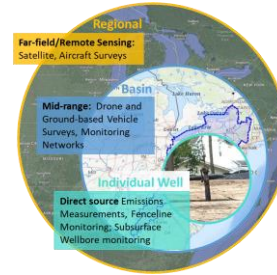 Regional
Far-field/Remote Sensing:
Satellite, Aircraft Surveys
Basin
Mid-range: Drone and
Ground-based Vehicle
Surveys, Monitoring
Networks
Individual Well
Direct source Emissions
Measurements, Fenceline
Monitoring; Subsurface
Wellbore monitoring